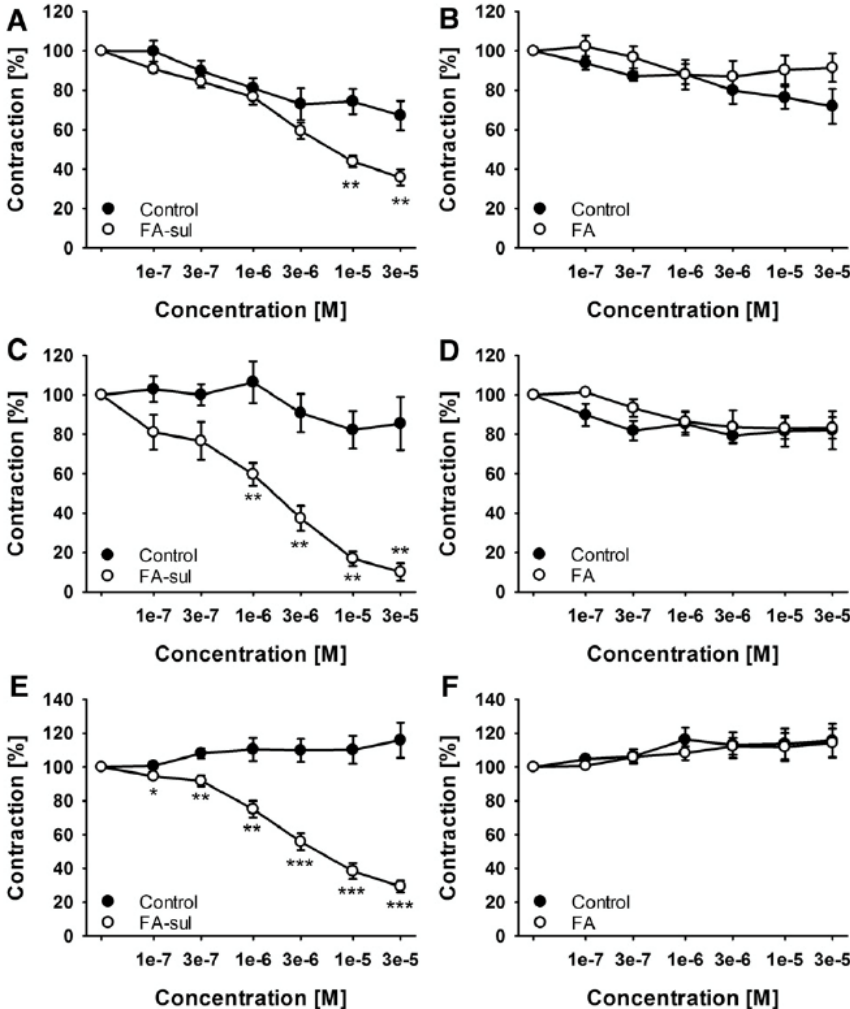 A
Contraction [%]
120
100
80
60
40
20
0
Control
FA-sul
**
**
1e-7 3e-7 1e-6 3e-6 1e-5 3e-5
Concentration [M]
B
Contraction [%]
120
100
80
60
40
20
0
Control
FA
1e-7 3e-7 1e-6 3e-6 1e-5 3e-5
Concentration [M]
C
Contraction [%]
120
100
80
60
40
20
0
Control
FA-sul
**
**
**
**
1e-7 3e-7 1e-6 3e-6 1e-5 3e-5
Concentration [M]
D
Contraction [%]
120
100
80
60
40
20
0
Control
FA
1e-7 3e-7 1e-6 3e-6 1e-5 3e-5
Concentration [M]
E
Contraction [%]
140
120
100
80
60
40
20
0
Control
FA-sul
*
**
**
***
***
***
1e-7 3e-7 1e-6 3e-6 1e-5 3e-5
Concentration [M]
F
Contraction [%]
140
120
100
80
60
40
20
0
Control
FA
1e-7 3e-7 1e-6 3e-6 1e-5 3e-5
Concentration [M]